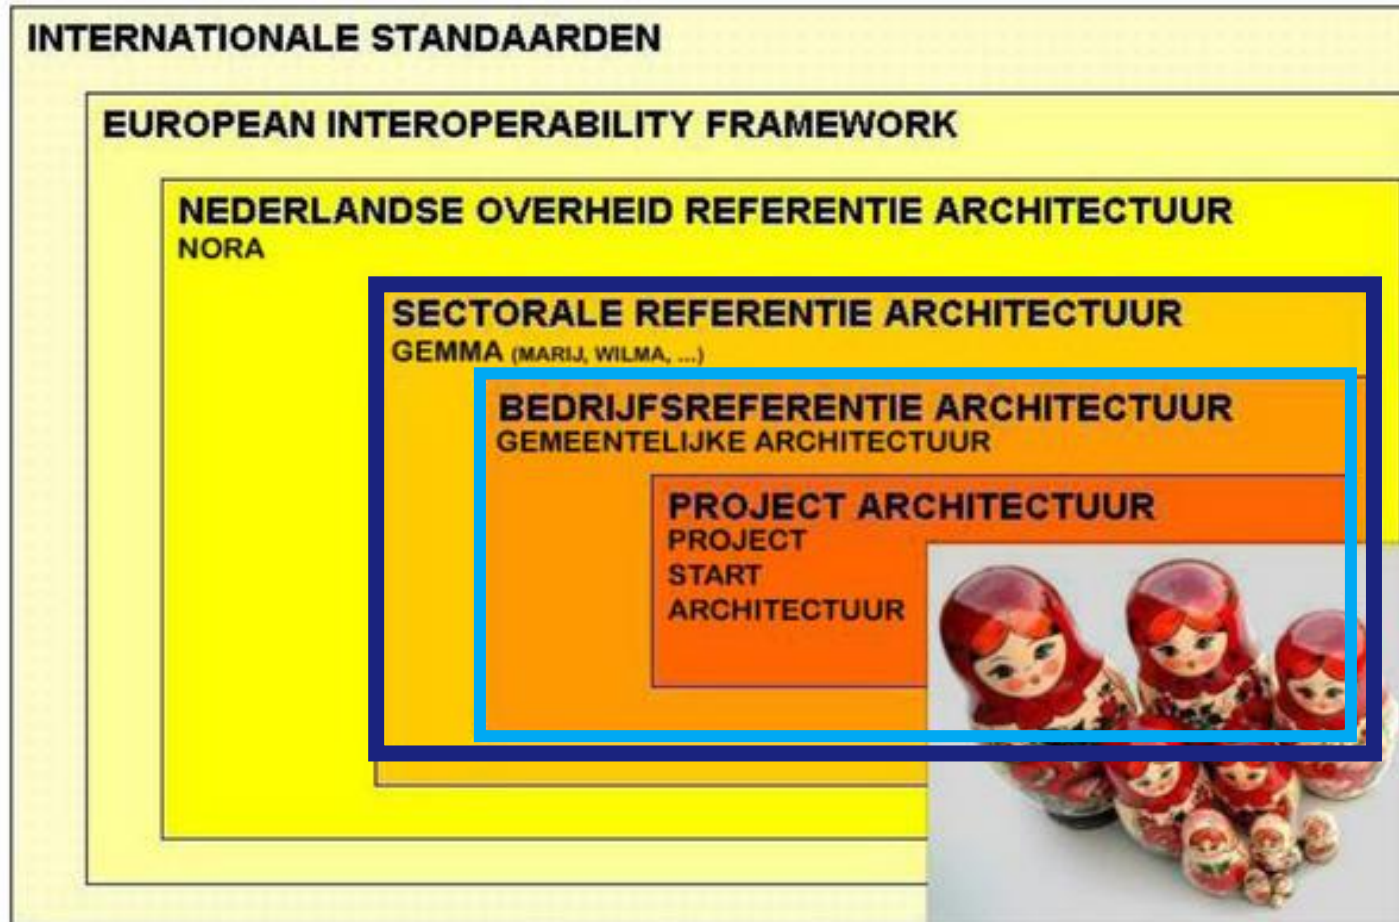 INTERNATIONALE STANDAARDEN
EUROPEAN INTEROPERABILITY FRAMEWORK
NEDERLANDSE OVERHEID REFERENTIE ARCHITECTUUR
NORA
SECTORALE REFERENTIE ARCHITECTUUR
GEMMA (MARIJ, WILMA, ...)
BEDRIJFSREFERENTIE ARCHITECTUUR
GEMEENTELIJKE ARCHITECTUUR
PROJECT ARCHITECTUUR
PROJECT
START
ARCHITECTUUR